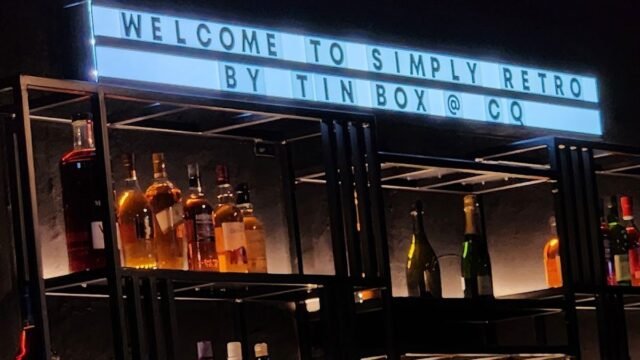 WELCOME TO SIMPLY RETRO
BY TIN BOX @ CQ